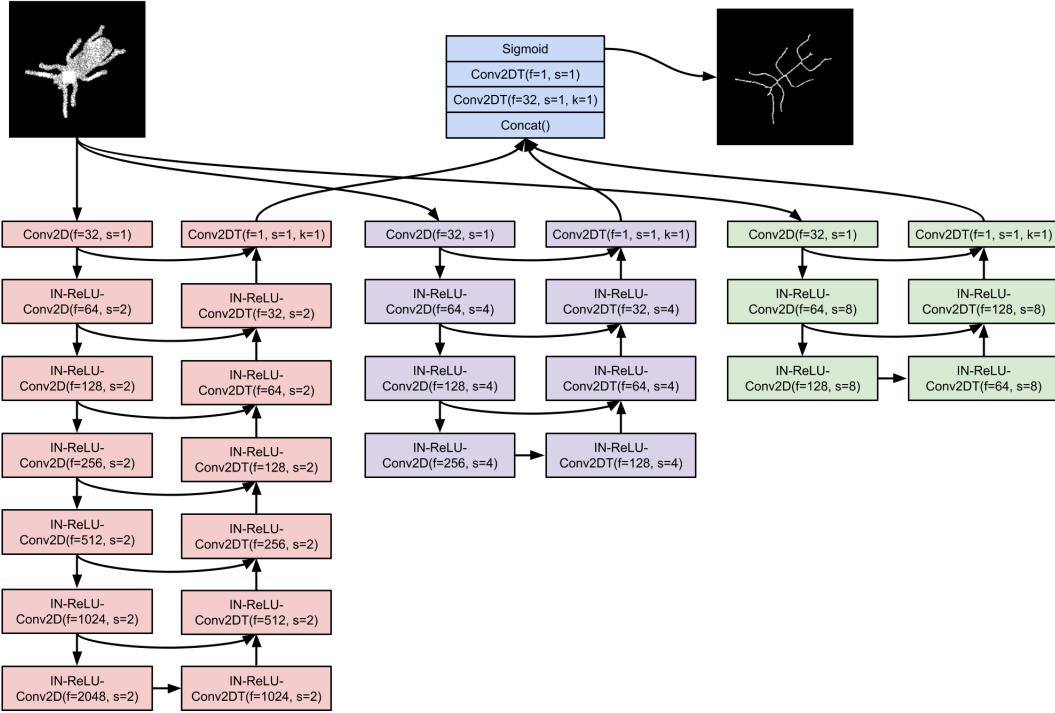 Sigmoid
Conv2DT(f=1, s=1)
Conv2DT(f=32, s=1, k=1)
Concat()
Conv2D(f=32, s=1)
IN-ReLU-
Conv2D(f=64, s=2)
IN-ReLU-
Conv2D(f=128, s=2)
IN-ReLU-
Conv2D(f=256, s=2)
IN-ReLU-
Conv2D(f=512, s=2)
IN-ReLU-
Conv2D(f=1024, s=2)
IN-ReLU-
Conv2D(f=2048, s=2)
Conv2DT(f=1, s=1, k=1)
IN-ReLU-
Conv2DT(f=32, s=2)
IN-ReLU-
Conv2DT(f=64, s=2)
IN-ReLU-
Conv2DT(f=128, s=2)
IN-ReLU-
Conv2DT(f=256, s=2)
IN-ReLU-
Conv2DT(f=512, s=2)
IN-ReLU-
Conv2DT(f=1024, s=2)
Conv2D(f=32, s=1)
IN-ReLU-
Conv2D(f=64, s=4)
IN-ReLU-
Conv2D(f=128, s=4)
IN-ReLU-
Conv2D(f=256, s=4)
Conv2DT(f=1, s=1, k=1)
IN-ReLU-
Conv2DT(f=32, s=4)
IN-ReLU-
Conv2DT(f=64, s=4)
IN-ReLU-
Conv2DT(f=128, s=4)
Conv2D(f=32, s=1)
IN-ReLU-
Conv2D(f=64, s=8)
IN-ReLU-
Conv2D(f=128, s=8)
Conv2DT(f=1, s=1, k=1)
IN-ReLU-
Conv2DT(f=128, s=8)
IN-ReLU-
Conv2DT(f=64, s=8)